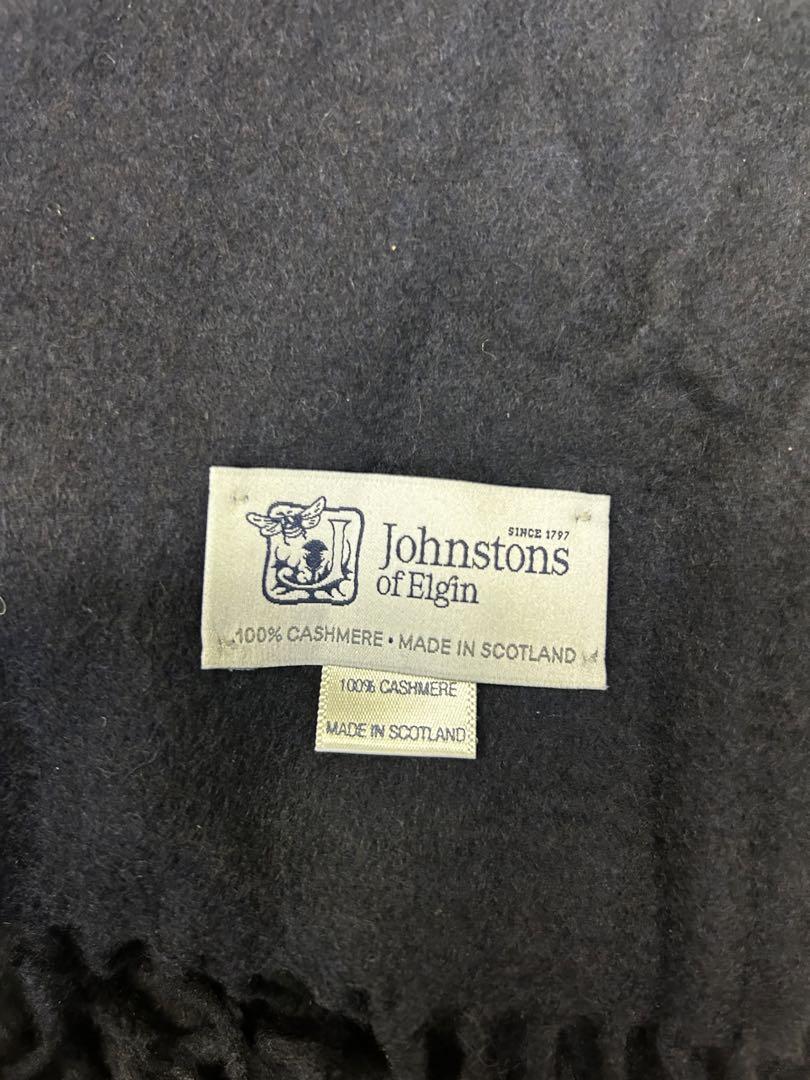 SINCE 1797
Johnstons
of Elgin
100% CASHMERE • MADE IN SCOTLAND
100% CASHMERE
MADE IN SCOTLAND